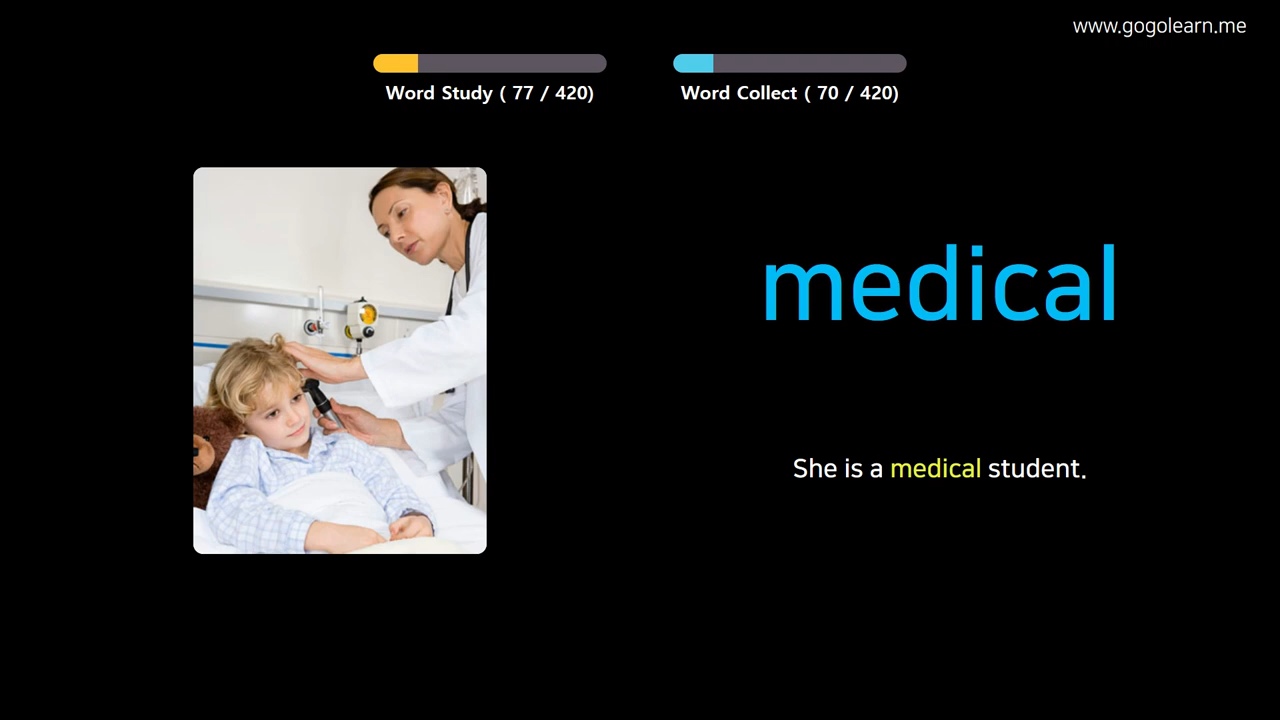 www.gogolearn.me
Word Study ( 77 / 420)
Word Collect ( 70 / 420)
medical
She is a medical student.